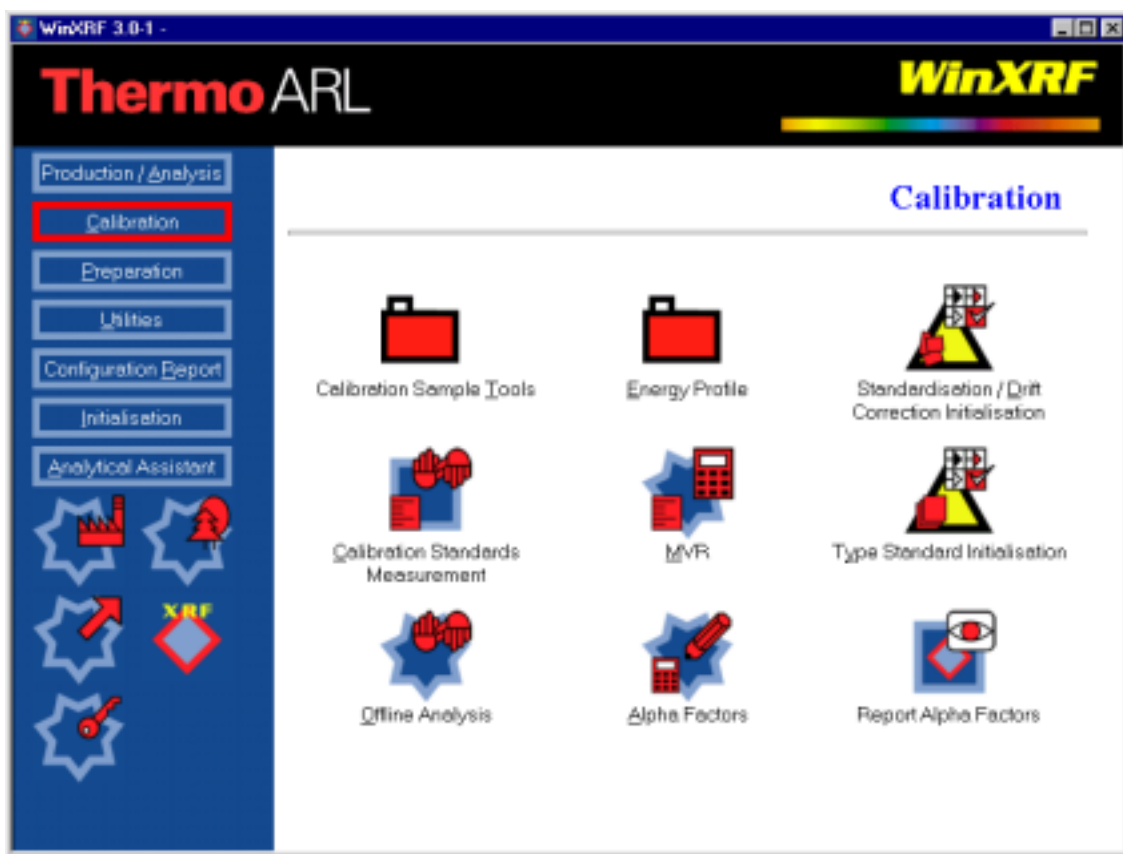 WinXRF 3.0-1 -
Thermo ARL
WinXRF
Production / Analysis
Calibration
Preparation
Utilities
Configuration Report
Initialisation
Analytical Assistant
XRF
Calibration
Calibration Sample Tools
Energy Profile
Standardisation / Drift
Correction Initialisation
Calibration Standards
Measurement
MVR
Type Standard Initialisation
Offline Analysis
Alpha Factors
Report Alpha Factors